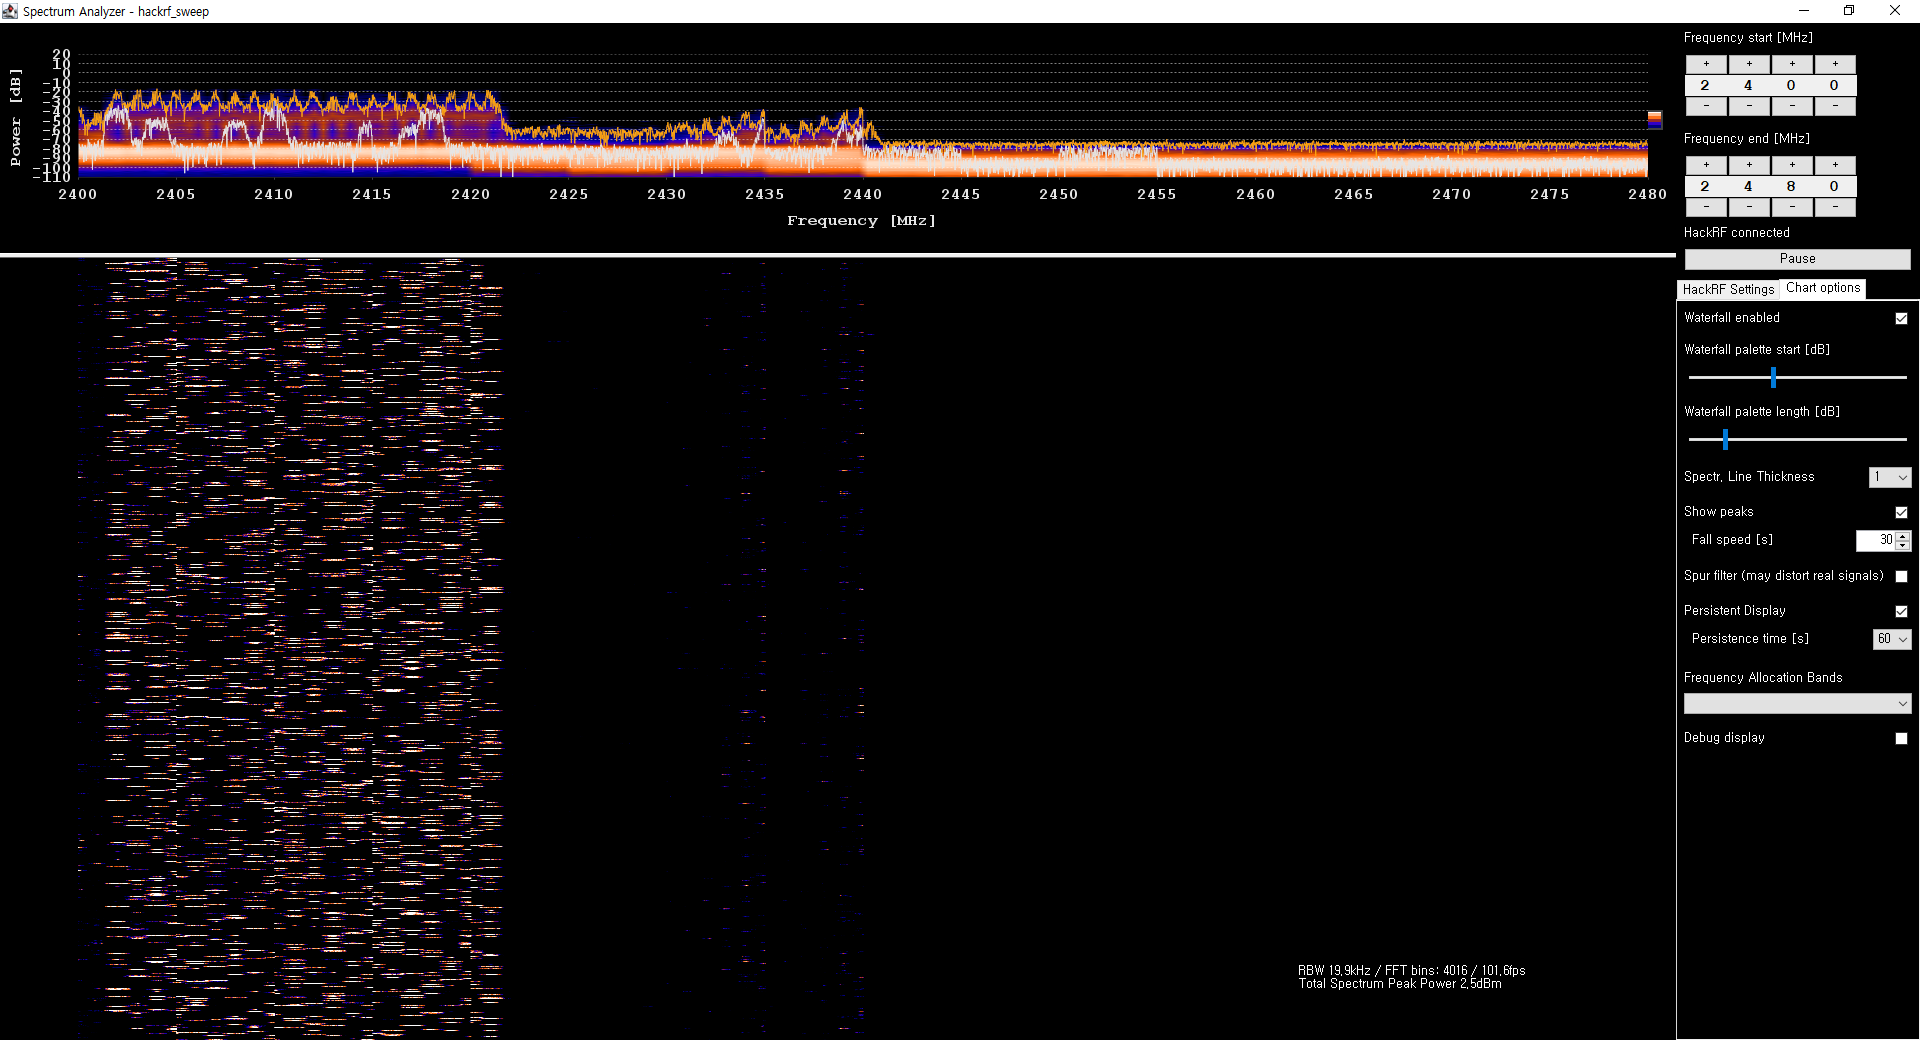 Spectrum Analyzer - hackrf_sweep
Power [dB]
20
10
0
-10
-20
-30
-40
-50
-60
-70
-80
-90
-100
-110
2400 2405 2410 2415 2420 2425 2430 2435 2440 2445 2450 2455 2460 2465 2470 2475 2480
Frequency [MHz]
RBW 19,9kHz / FFT bins: 4016 / 101,6fps
Total Spectrum Peak Power 2,5dBm
Frequency start [MHz]
+ + + +
2 4 0 0
- - - -
Frequency end [MHz]
+ + + +
2 4 8 0
- - - -
HackRF connected
Pause
HackRF Settings Chart options
Waterfall enabled
Waterfall palette start [dB]
Waterfall palette length [dB]
Spectr. Line Thickness 1
Show peaks
Fall speed [s] 30
Spur filter (may distort real signals)
Persistent Display
Persistence time [s] 60
Frequency Allocation Bands
Debug display